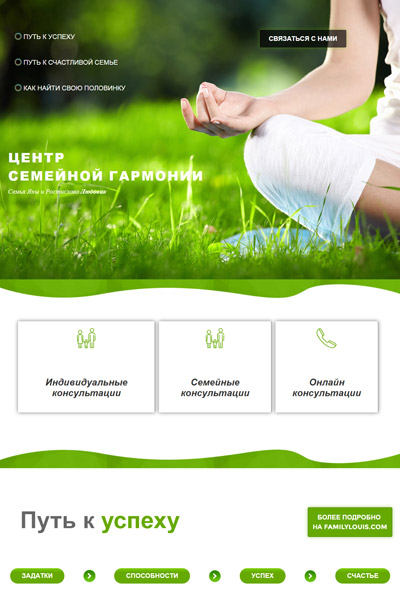 ПУТЬ К УСПЕХУ
СВЯЗАТЬСЯ С НАМИ
ПУТЬ К СЧАСТЛИВОЙ СЕМЬЕ
КАК НАЙТИ СВОЮ ПОЛОВИНКУ
ЦЕНТР
СЕМЕЙНОЙ ГАРМОНИИ
Семья Яны и Ростислава
Индивидуальные
консультации
Семейные
консультации
Онлайн
консультации
Путь к успеху
БОЛЕЕ ПОДРОБНО
НА FAMILYLOUIS.COM
ЗАДАТКИ
СПОСОБНОСТИ
УСПЕХ
СЧАСТЬЕ